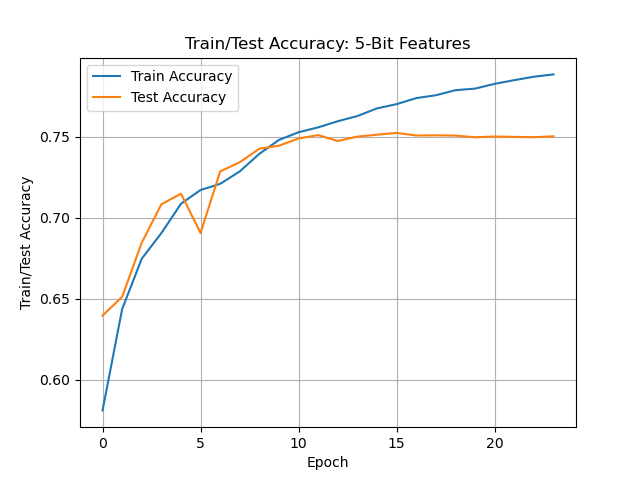 Train/Test Accuracy: 5-Bit Features
Train Accuracy
Test Accuracy
Train/Test Accuracy
0.75
0.70
0.65
0.60
0 5 10 15 20
Epoch